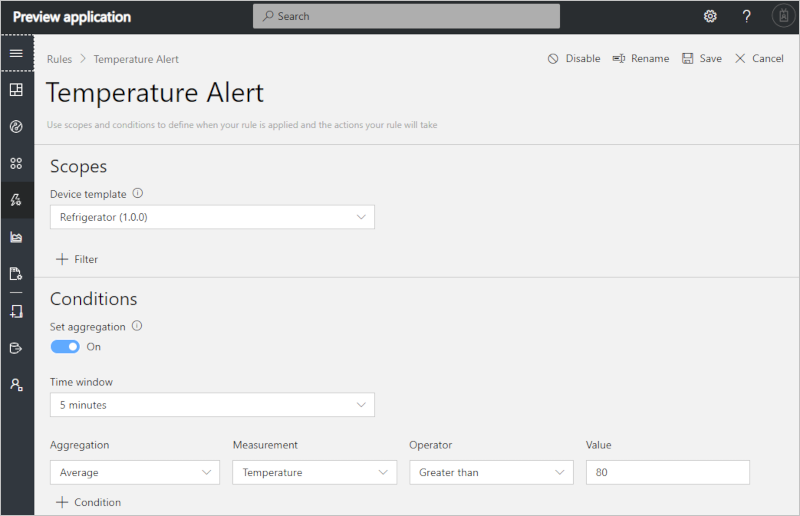 Preview application
Search
?
Rules > Temperature Alert
Disable Rename Save Cancel
Temperature Alert
Use scopes and conditions to define when your rule is applied and the actions your rule will take
Scopes
Device template
Refrigerator (1.0.0)
+ Filter
Conditions
Set aggregation
On
Time window
5 minutes
Aggregation Measurement Operator Value
Average Temperature Greater than 80
+ Condition